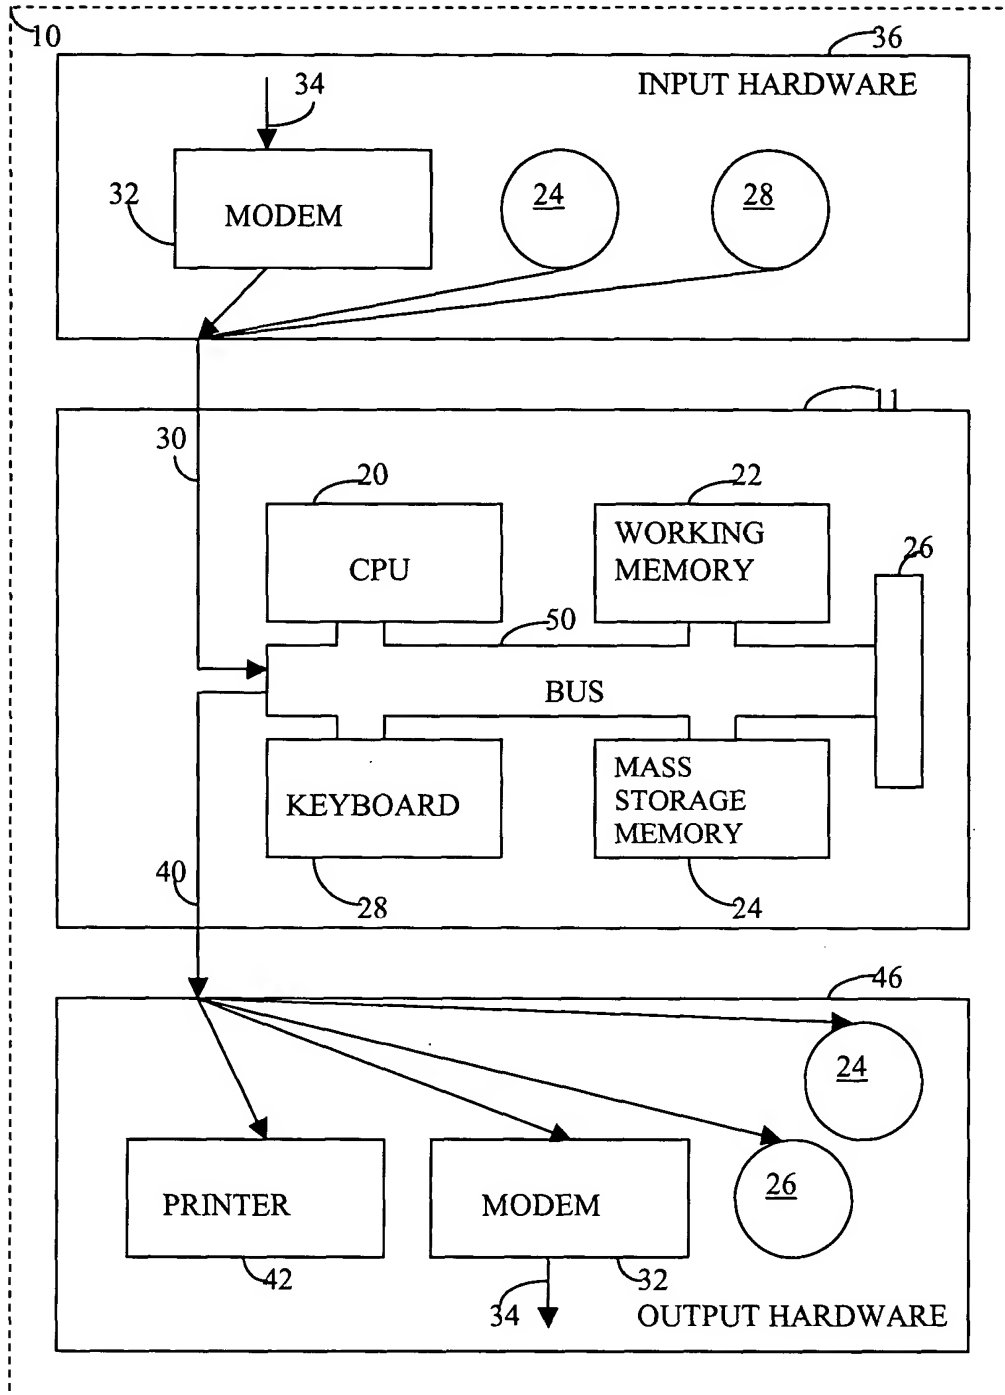 10
36
INPUT HARDWARE
34
32
MODEM
24
28
11
30
20
22
CPU
WORKING
MEMORY
26
50
BUS
KEYBOARD
MASS
STORAGE
MEMORY
40
28
24
46
24
26
PRINTER
MODEM
42
32
34
OUTPUT HARDWARE